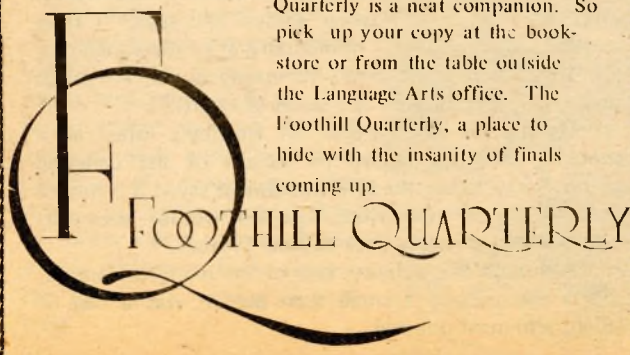 Quarterly is a neat companion. So
pick up your copy at the book-
store or from the table outside
the Language Arts office. The
Foothill Quarterly, a place to
hide with the insanity of finals
coming up.
FQ
FOOTHILL QUARTERLY